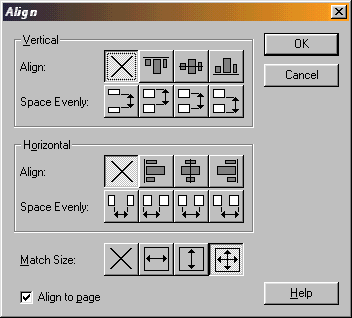 Align
Vertical
OK
Align:
Cancel
Space Evenly:
Horizontal
Align:
Space Evenly:
Match Size:
Align to page
Help